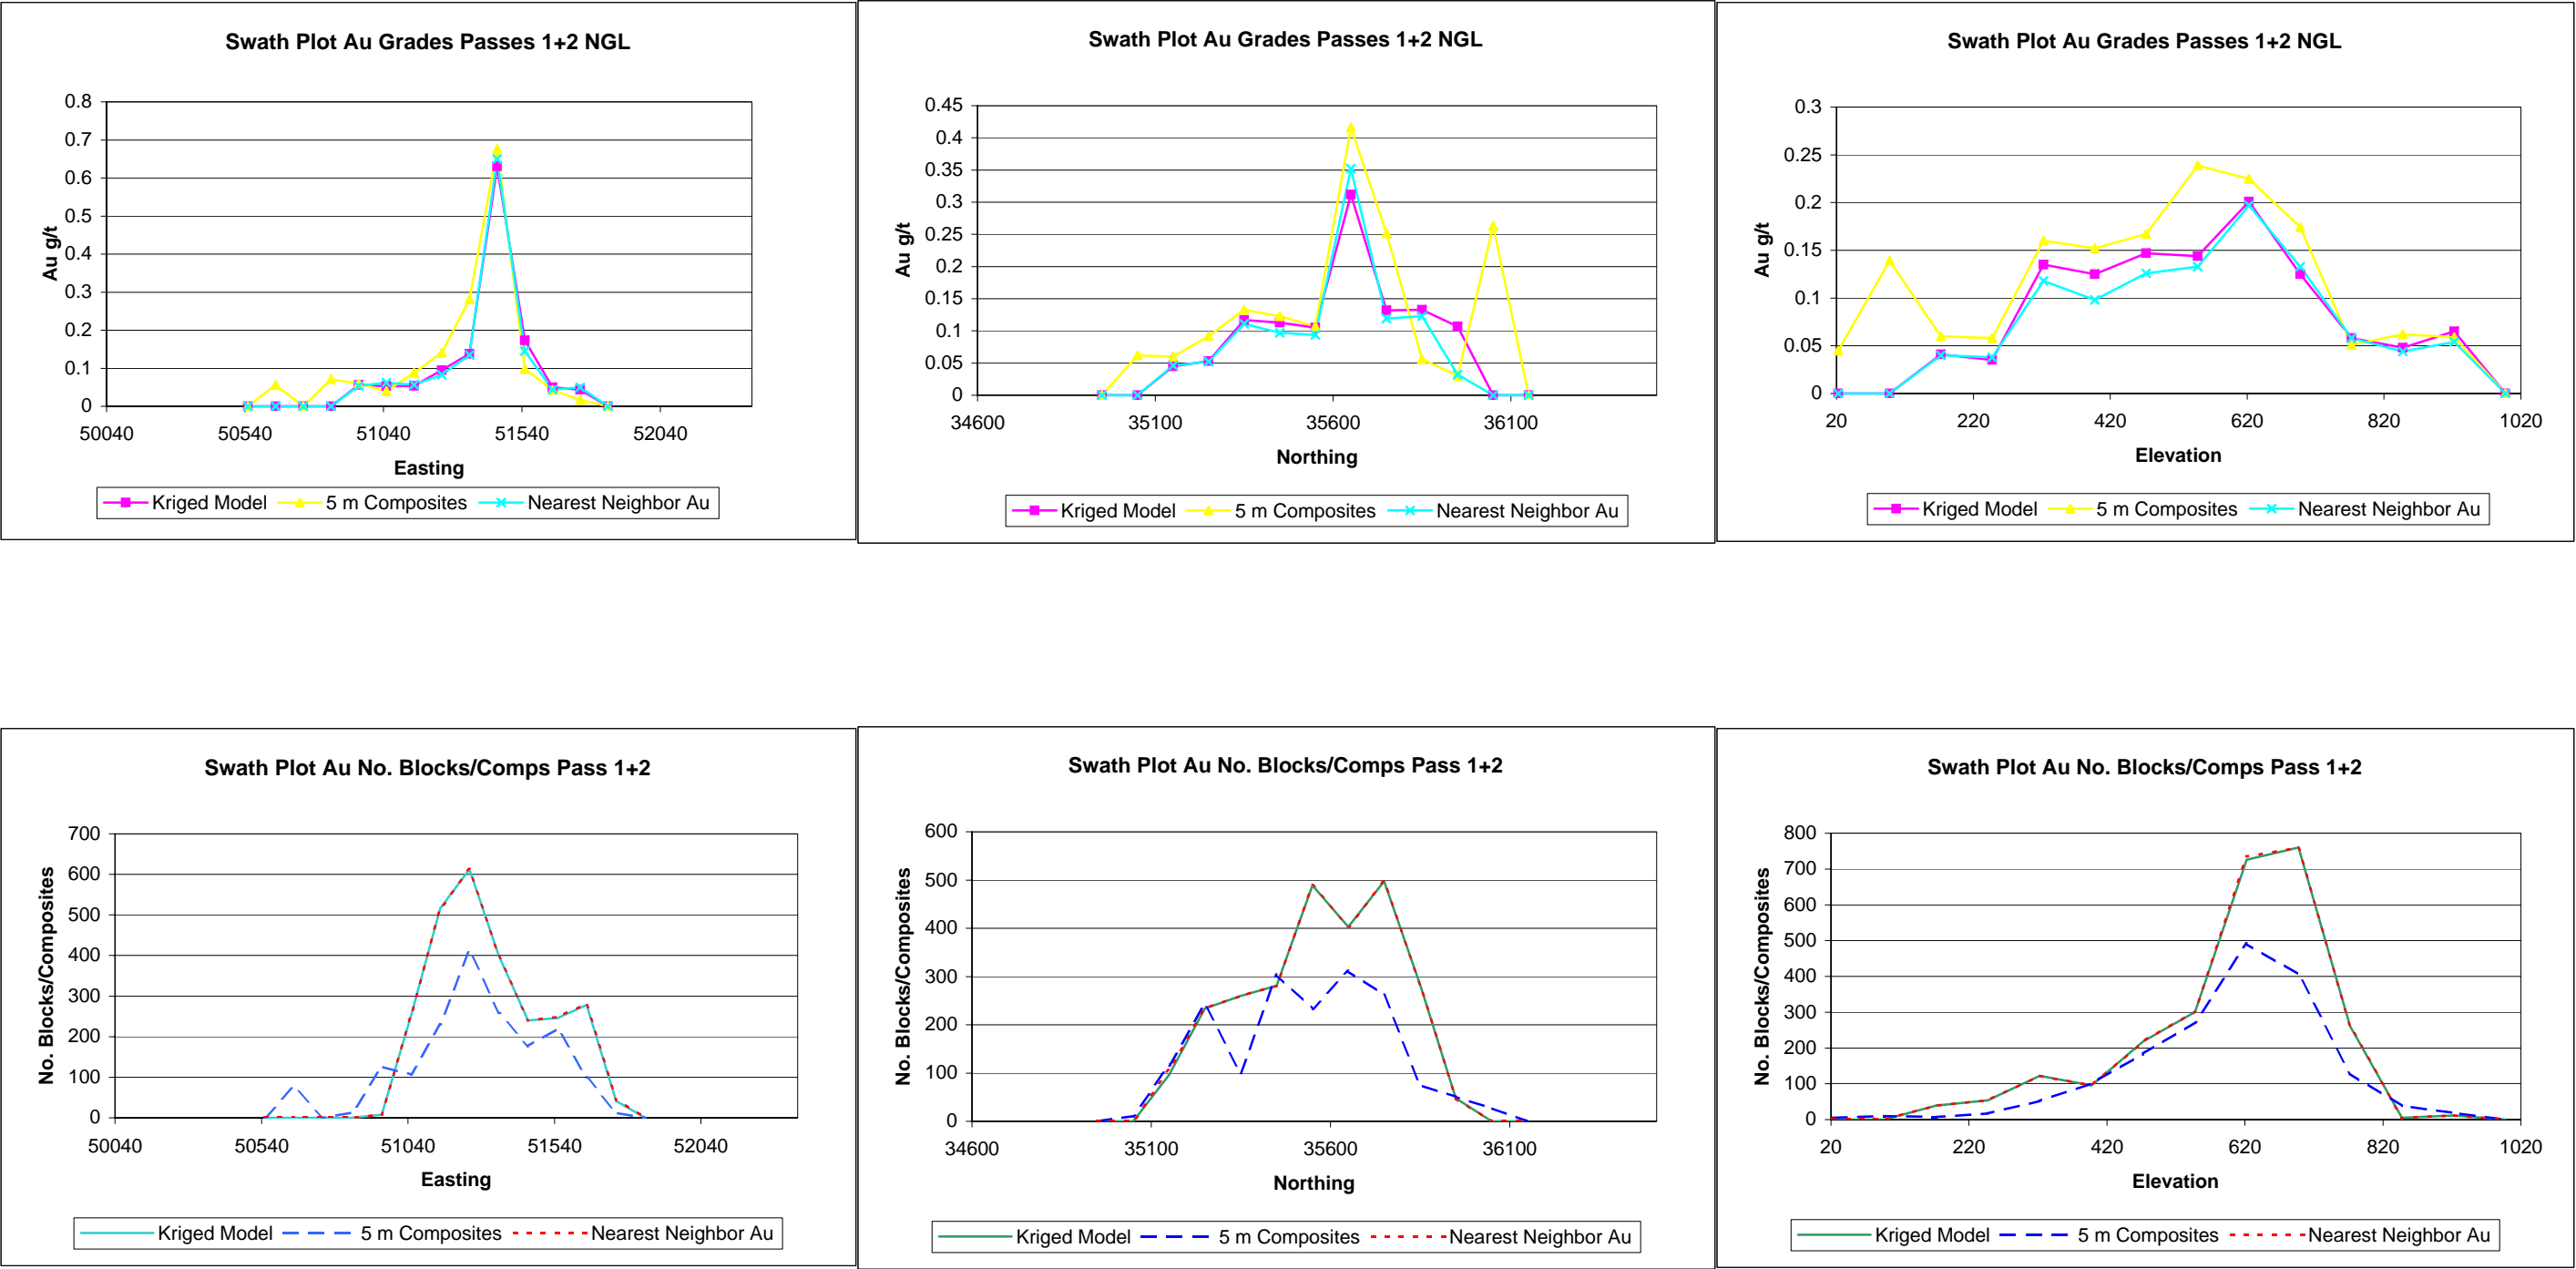 Swath Plot Au Grades Passes 1+2 NGL
0.8
0.7
0.6
0.5
0.4
0.3
0.2
0.1
0
Au g/t
50040 50540 51040 51540 52040
Easting
Kriged Model 5 m Composites Nearest Neighbor Au
Swath Plot Au Grades Passes 1+2 NGL
0.45
0.4
0.35
0.3
0.25
0.2
0.15
0.1
0.05
0
Au g/t
34600 35100 35600 36100
Northing
Kriged Model 5 m Composites Nearest Neighbor Au
Swath Plot Au Grades Passes 1+2 NGL
0.3
0.25
0.2
0.15
0.1
0.05
0
Au g/t
20 220 420 620 820 1020
Elevation
Kriged Model 5 m Composites Nearest Neighbor Au
Swath Plot Au No. Blocks/Comps Pass 1+2
700
600
500
400
300
200
100
0
No. Blocks/Composites
50040 50540 51040 51540 52040
Easting
Kriged Model 5 m Composites Nearest Neighbor Au
Swath Plot Au No. Blocks/Comps Pass 1+2
600
500
400
300
200
100
0
No. Blocks/Composites
34600 35100 35600 36100
Northing
Kriged Model 5 m Composites Nearest Neighbor Au
Swath Plot Au No. Blocks/Comps Pass 1+2
800
700
600
500
400
300
200
100
0
No. Blocks/Composites
20 220 420 620 820 1020
Elevation
Kriged Model 5 m Composites Nearest Neighbor Au